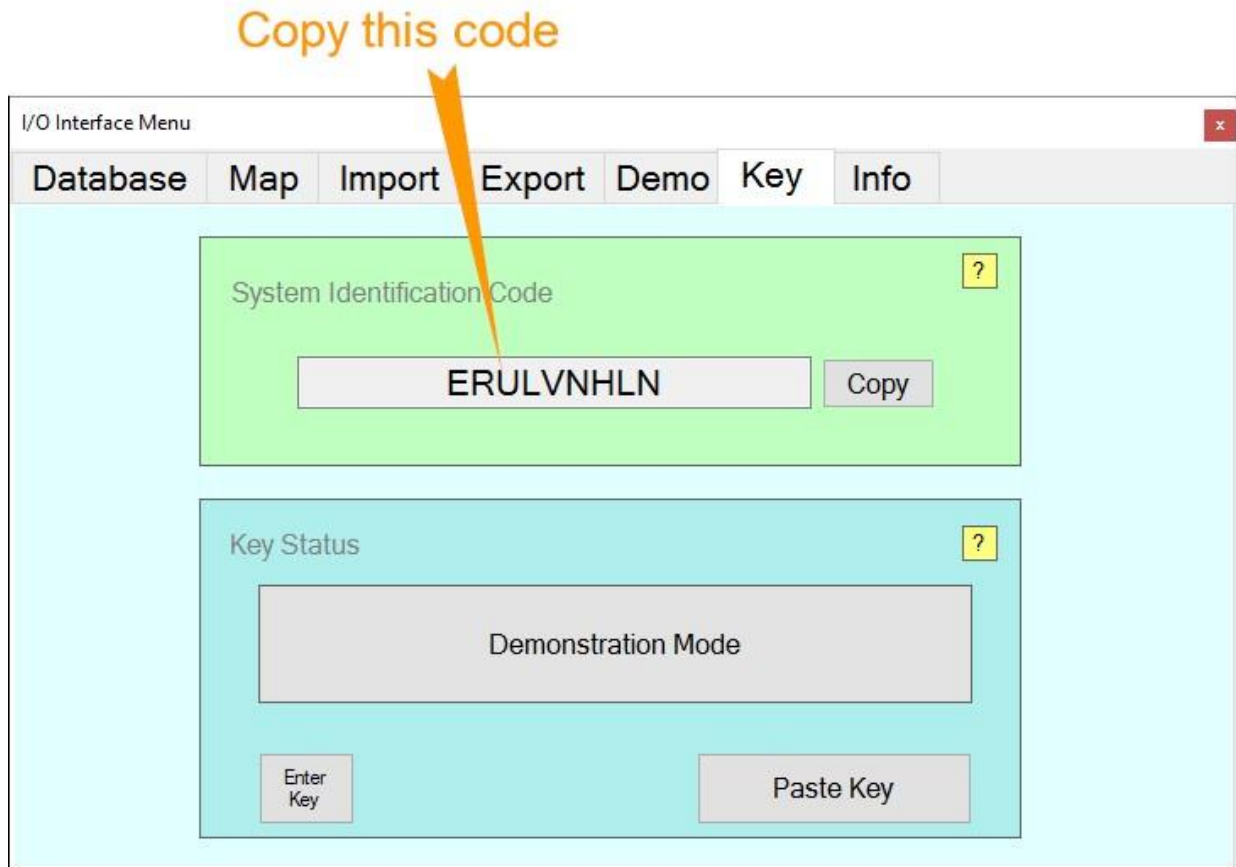 Copy this code
I/O Interface Menu
x
Database Map Import Export Demo Key Info
System Identification Code
?
ERULVNHLN
Copy
Key Status
?
Demonstration Mode
Enter
Key
Paste Key